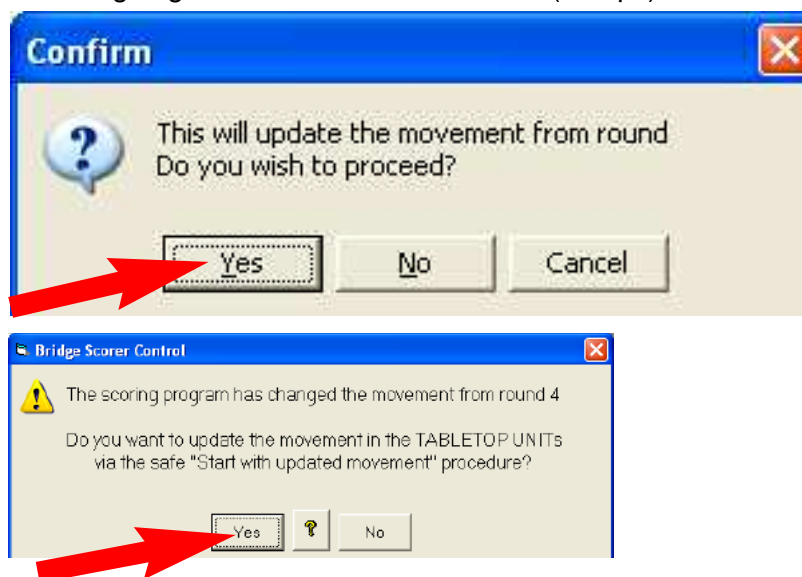 Confirm
This will update the movement from round
Do you wish to proceed?
Yes No Cancel
Bridge Scorer Control
The scoring program has changed the movement from round 4
Do you want to update the movement in the TABLETOP UNITs
via the safe "Start with updated movement" procedure?
Yes ? No